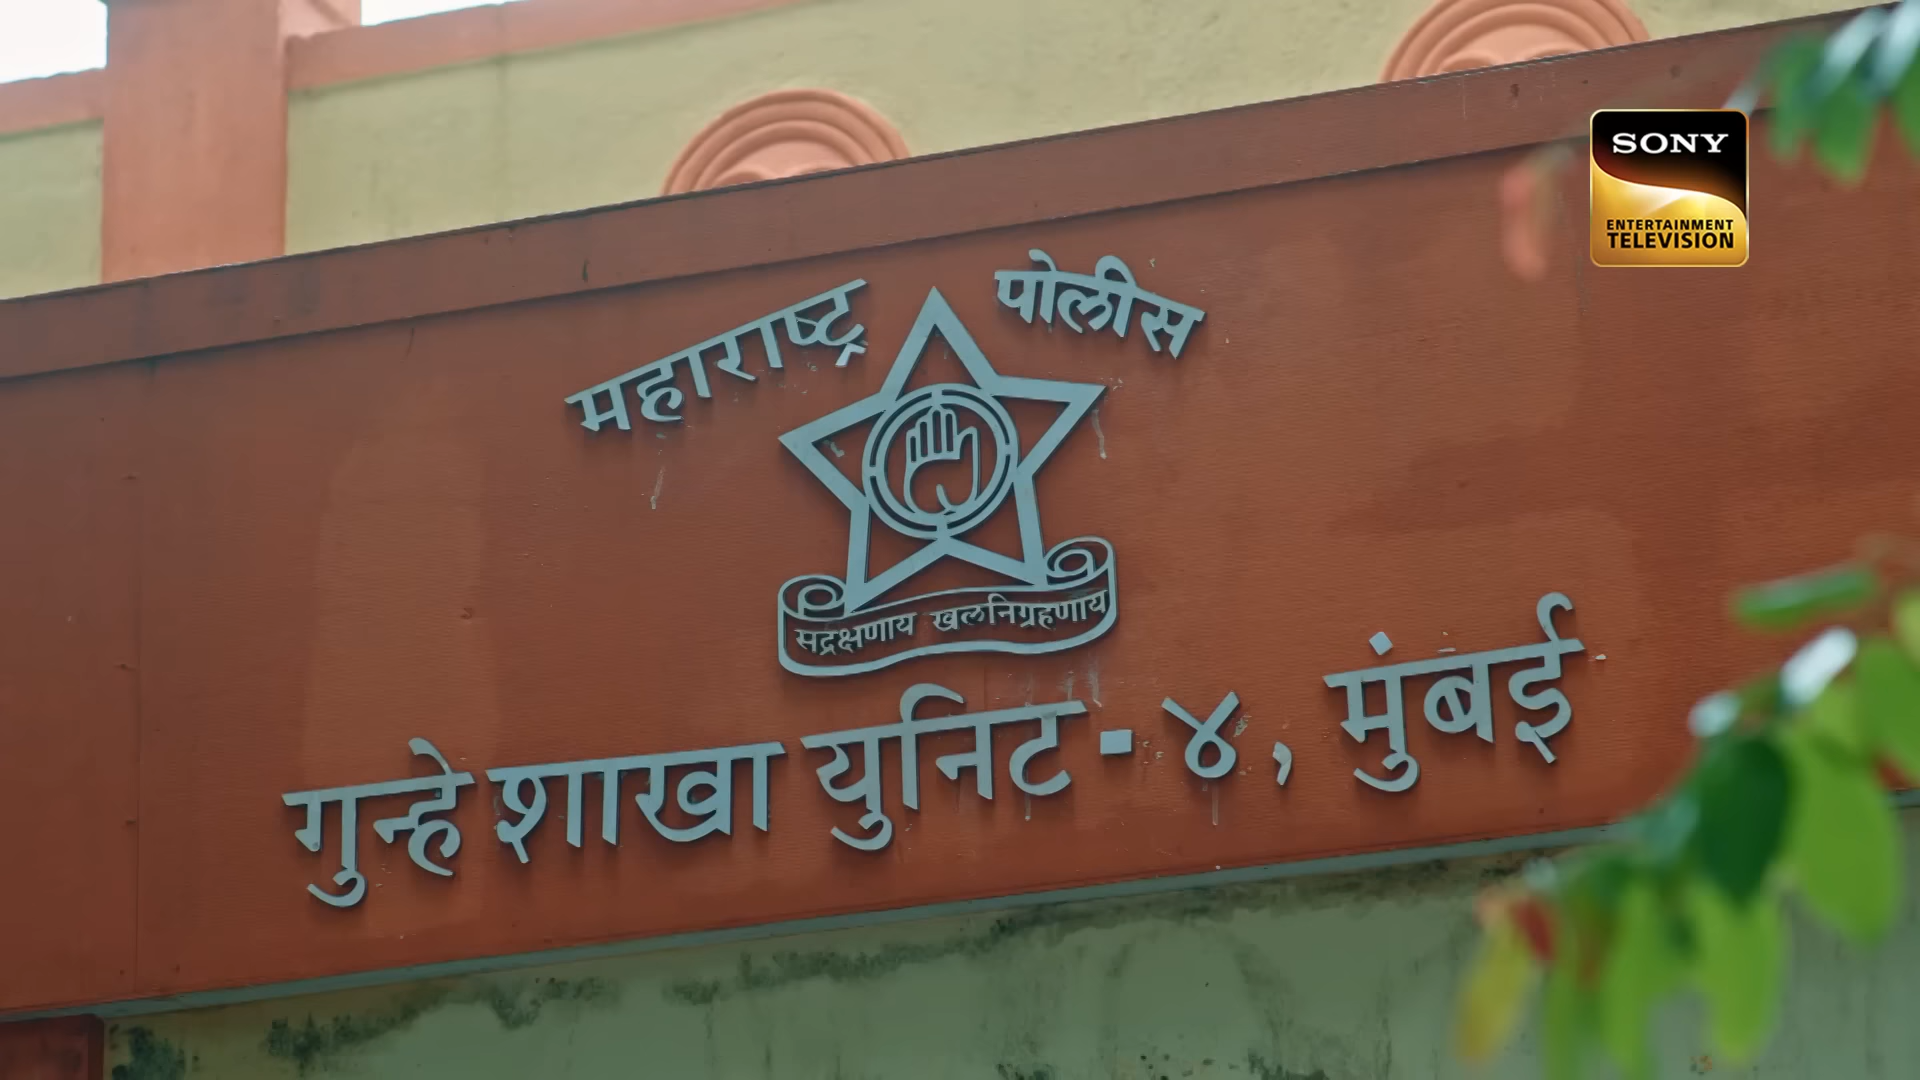 SONY
ENTERTAINMENT
TELEVISION
महाराष्ट्र पोलीस
सद्रक्षणाय खलनिग्रहणाय
गुन्हे शाखा युनिट - ४, मुंबई